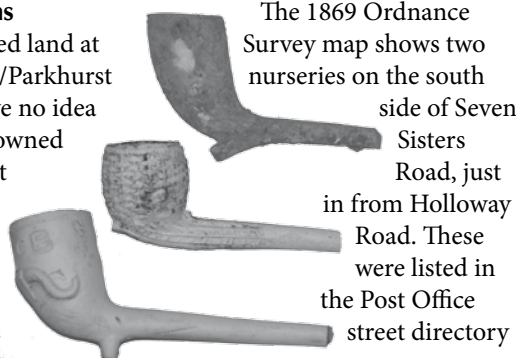 ns
ed land at
/Parkhurst
ve no idea
owned
t
The 1869 Ordnance
Survey map shows two
nurseries on the south
side of Seven
Sisters
Road, just
in from Holloway
Road. These
were listed in
the Post Office
street directory